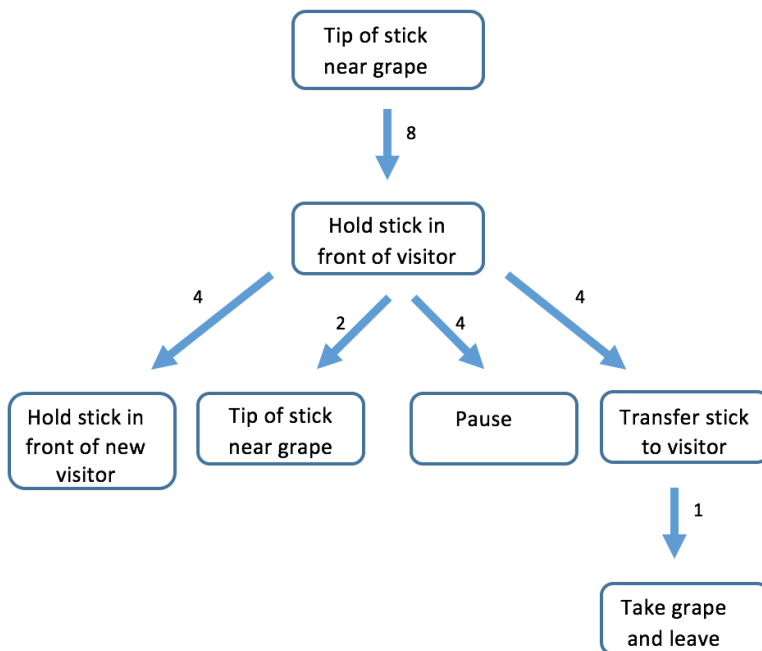 Tip of stick
near grape
8
Hold stick in
front of visitor
4
2
4
4
Hold stick in
front of new
visitor
Tip of stick
near grape
Pause
Transfer stick
to visitor
1
Take grape
and leave